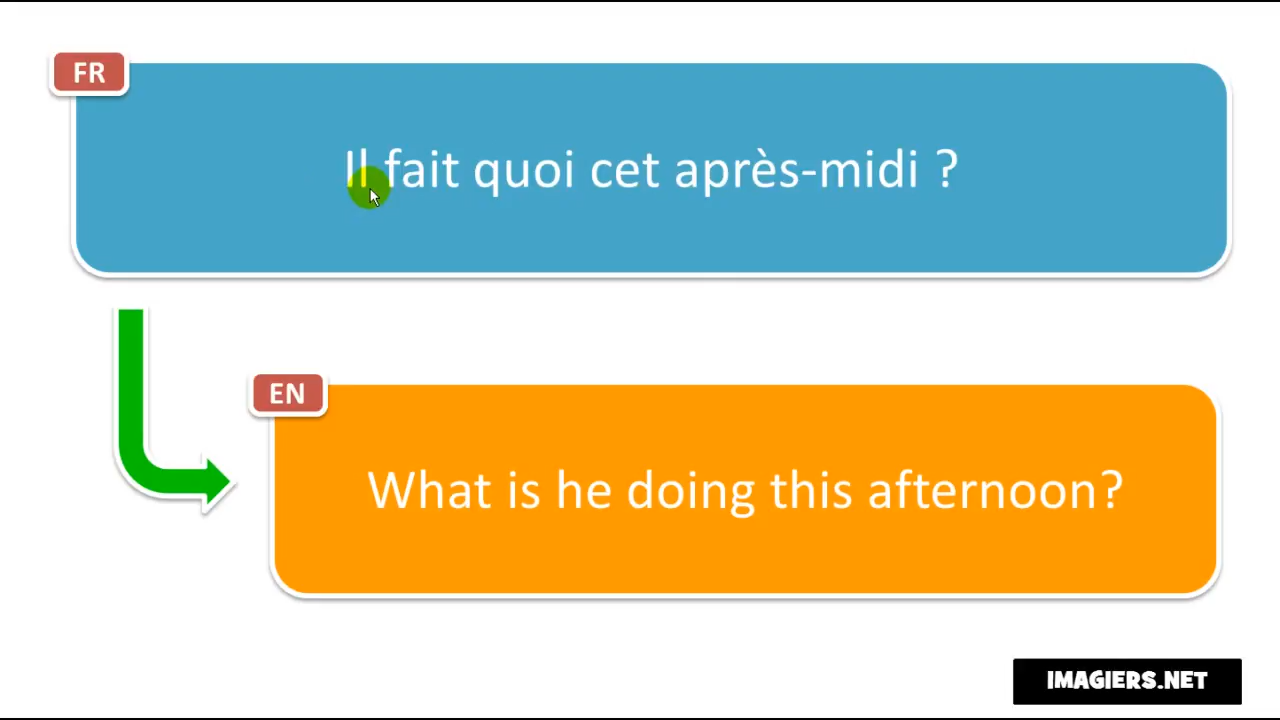 FR
Il fait quoi cet après-midi ?
EN
What is he doing this afternoon?
IMAGIERS.NET